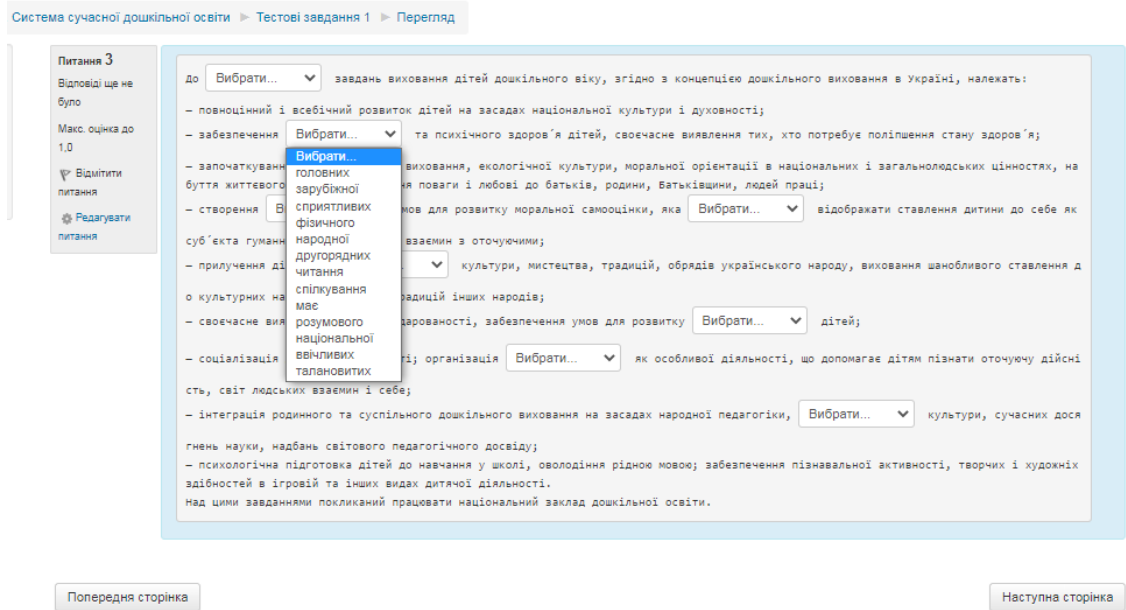 Система сучасної дошкільної освіти ► Тестові завдання 1 ► Перегляд
Питання 3
Відповіді ще не
було
Макс. оцінка до
1,0
Відмітити
питання
Редагувати
питання
До Вибрати... завдань виховання дітей дошкільного віку, згідно з концепцією дошкільного виховання в Україні, належать:
– повноцінний і всебічний розвиток дітей на засадах національної культури і духовності;
– забезпечення Вибрати... та психічного здоров´я дітей, своєчасне виявлення тих, хто потребує поліпшення стану здоров´я;
Вибрати...
головних
зарубіжної
сприятливих
фізичного
народної
другорядних
читання
спілкування
має
розумового
національної
ввічливих
талановитих
– започаткуван виховання, екологічної культури, моральної орієнтації в національних і загальнолюдських цінностях, на
буття життєвого ня поваги і любові до батьків, родини, Батьківщини, людей праці;
– створення В мов для розвитку моральної самооцінки, яка Вибрати... відображати ставлення дитини до себе як
суб´єкта гуманн взаємин з оточуючими;
– прилучення ді культури, мистецтва, традицій, обрядів українського народу, виховання шанобливого ставлення д
о культурних на радицій інших народів;
– своєчасне вия дарованості, забезпечення умов для розвитку Вибрати... дітей;
– соціалізація ті; організація Вибрати... як особливої діяльності, що допомагає дітям пізнати оточуючу дійсні
сть, світ людських взаємин і себе;
– інтеграція родинного та суспільного дошкільного виховання на засадах народної педагогіки, Вибрати... культури, сучасних дося
гнень науки, надбань світового педагогічного досвіду;
– психологічна підготовка дітей до навчання у школі, оволодіння рідною мовою; забезпечення пізнавальної активності, творчих і художніх
здібностей в ігровій та інших видах дитячої діяльності.
Над цими завданнями покликаний працювати національний заклад дошкільної освіти.
Попередня сторінка
Наступна сторінка